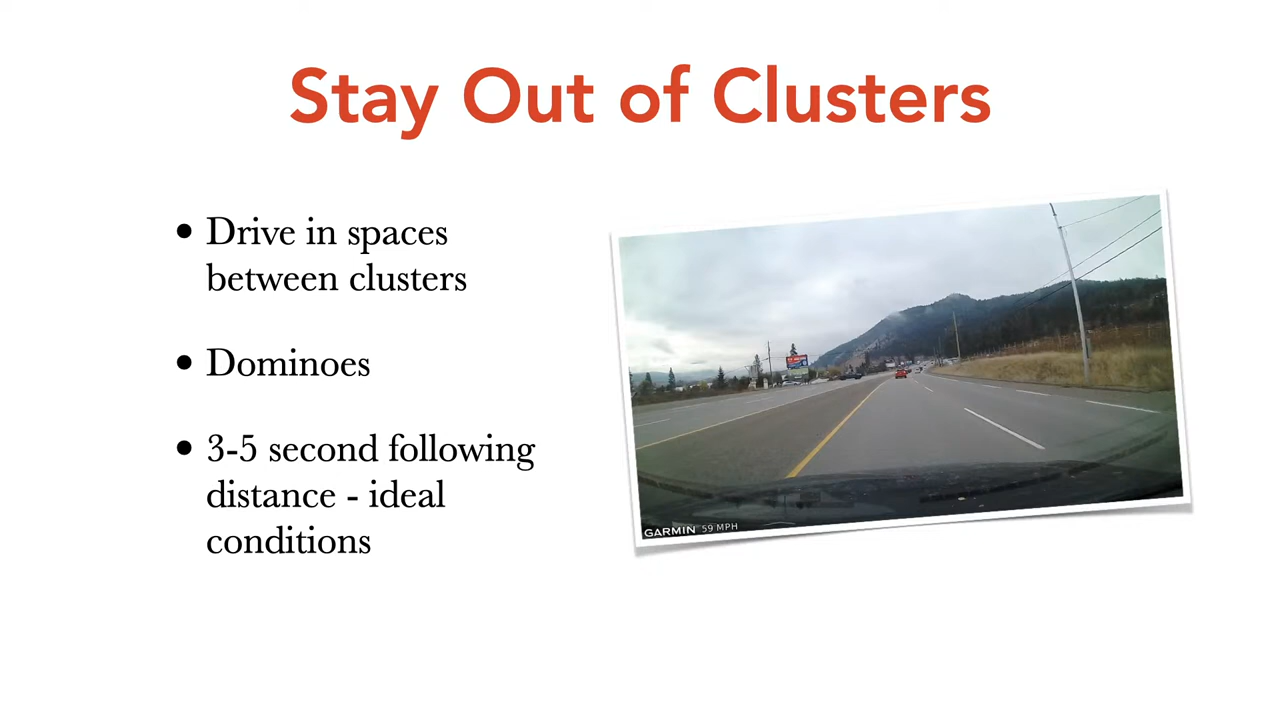 Stay Out of Clusters
• Drive in spaces
between clusters
• Dominoes
• 3-5 second following
distance - ideal
conditions
GARMIN 59 MPH